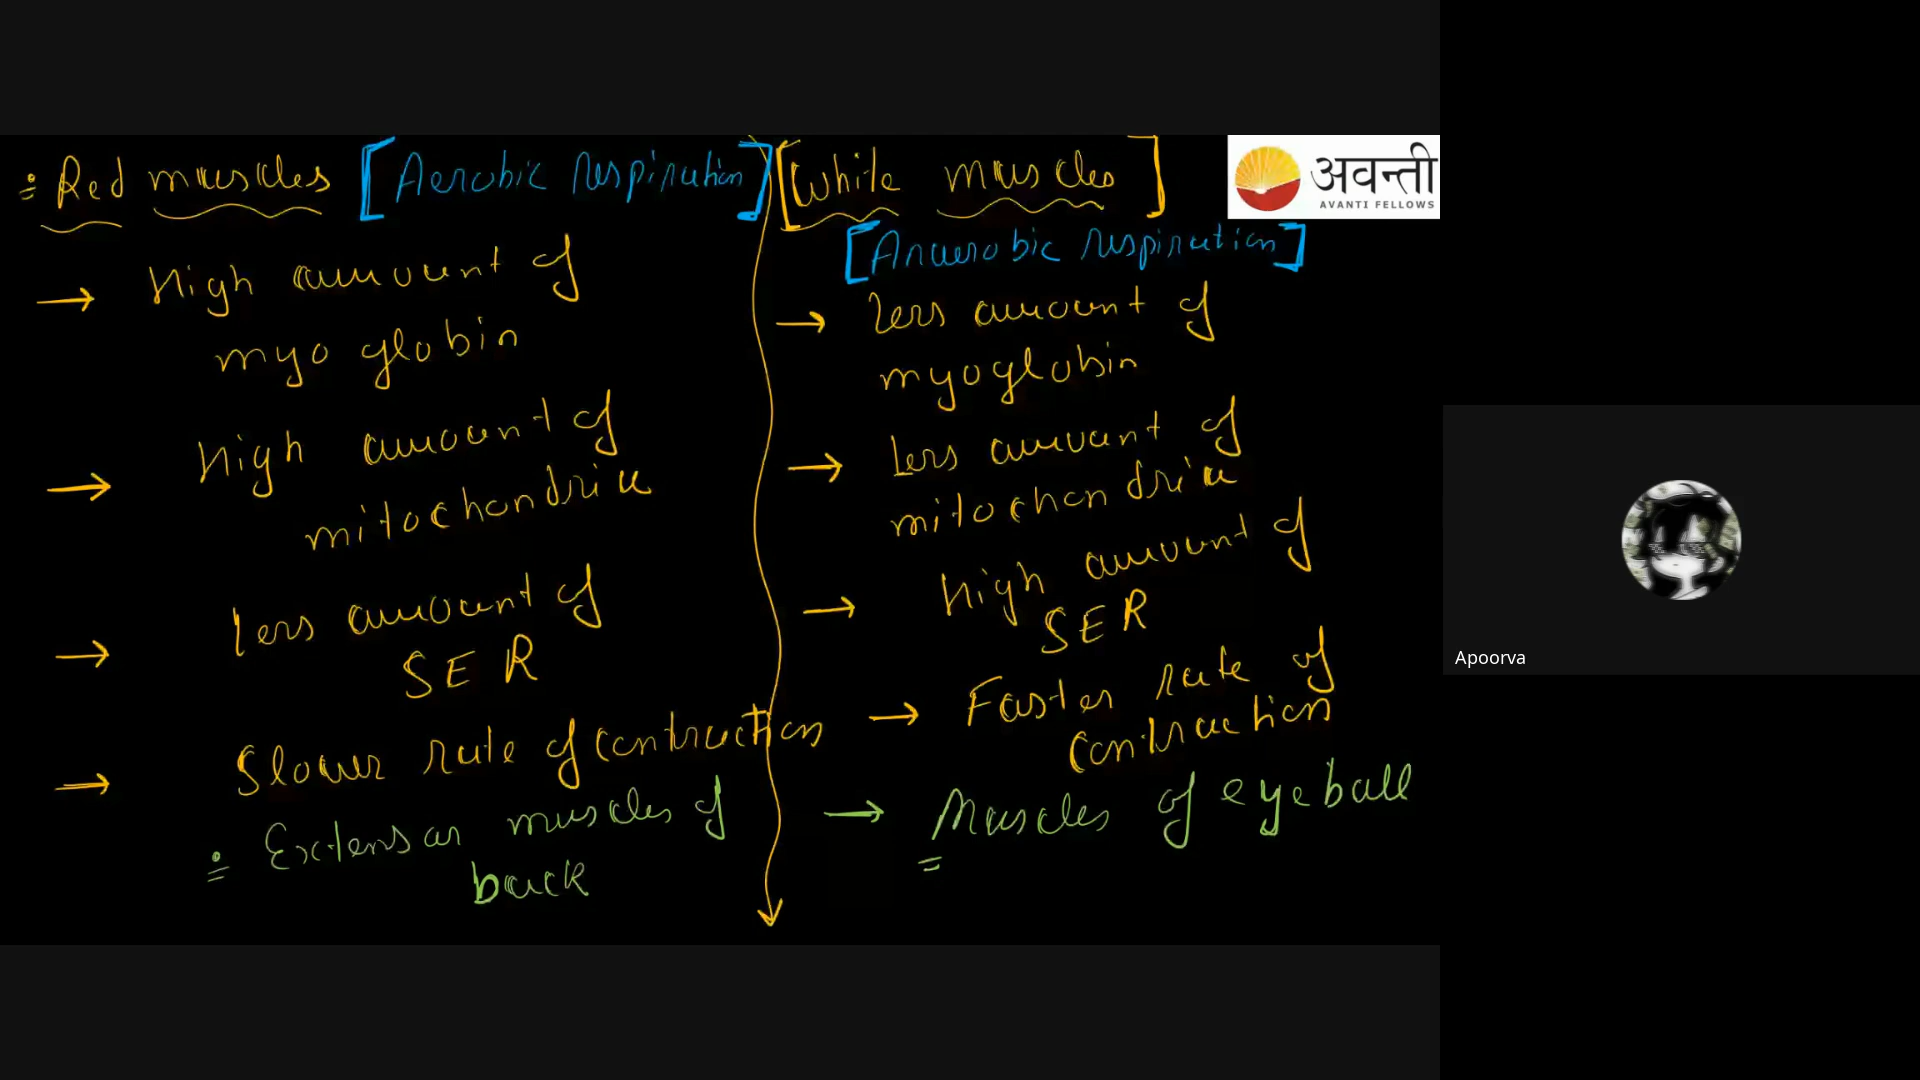 Red muscles [Aerobic respiration]
High amount of
myoglobin
High amount of
mitochondria
Less amount of
SER
Slower rate of contraction
Extensor muscles of
back
[White muscles]
[Anaerobic respiration]
Less amount of
myoglobin
Less amount of
mitochondria
High amount of
SER
Faster rate of
contraction
Muscles of eyeball
अवन्ती
AVANTI FELLOWS
Apoorva